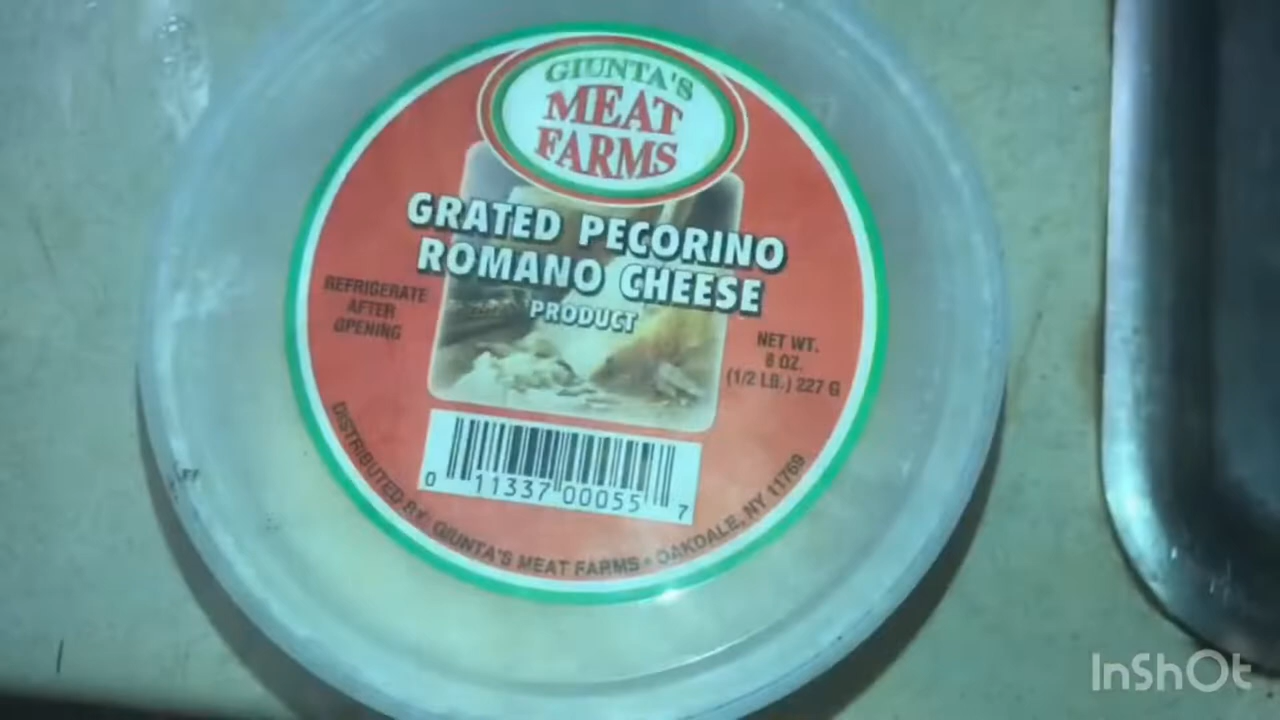 GIUNTA'S
MEAT
FARMS
GRATED PECORINO
ROMANO CHEESE
PRODUCT
REFRIGERATE
AFTER
OPENING
NET WT.
8 OZ.
(1/2 LB.) 227 G
0 11337 00055 7
DISTRIBUTED BY: GIUNTA'S MEAT FARMS • OAKDALE, NY 11769
InShOt